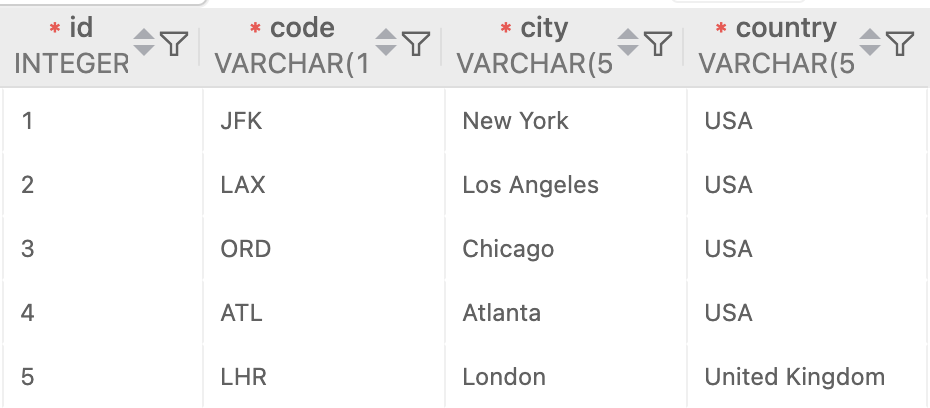 * id * code * city * country
INTEGER VARCHAR(1 VARCHAR(5 VARCHAR(5
1 JFK New York USA
2 LAX Los Angeles USA
3 ORD Chicago USA
4 ATL Atlanta USA
5 LHR London United Kingdom